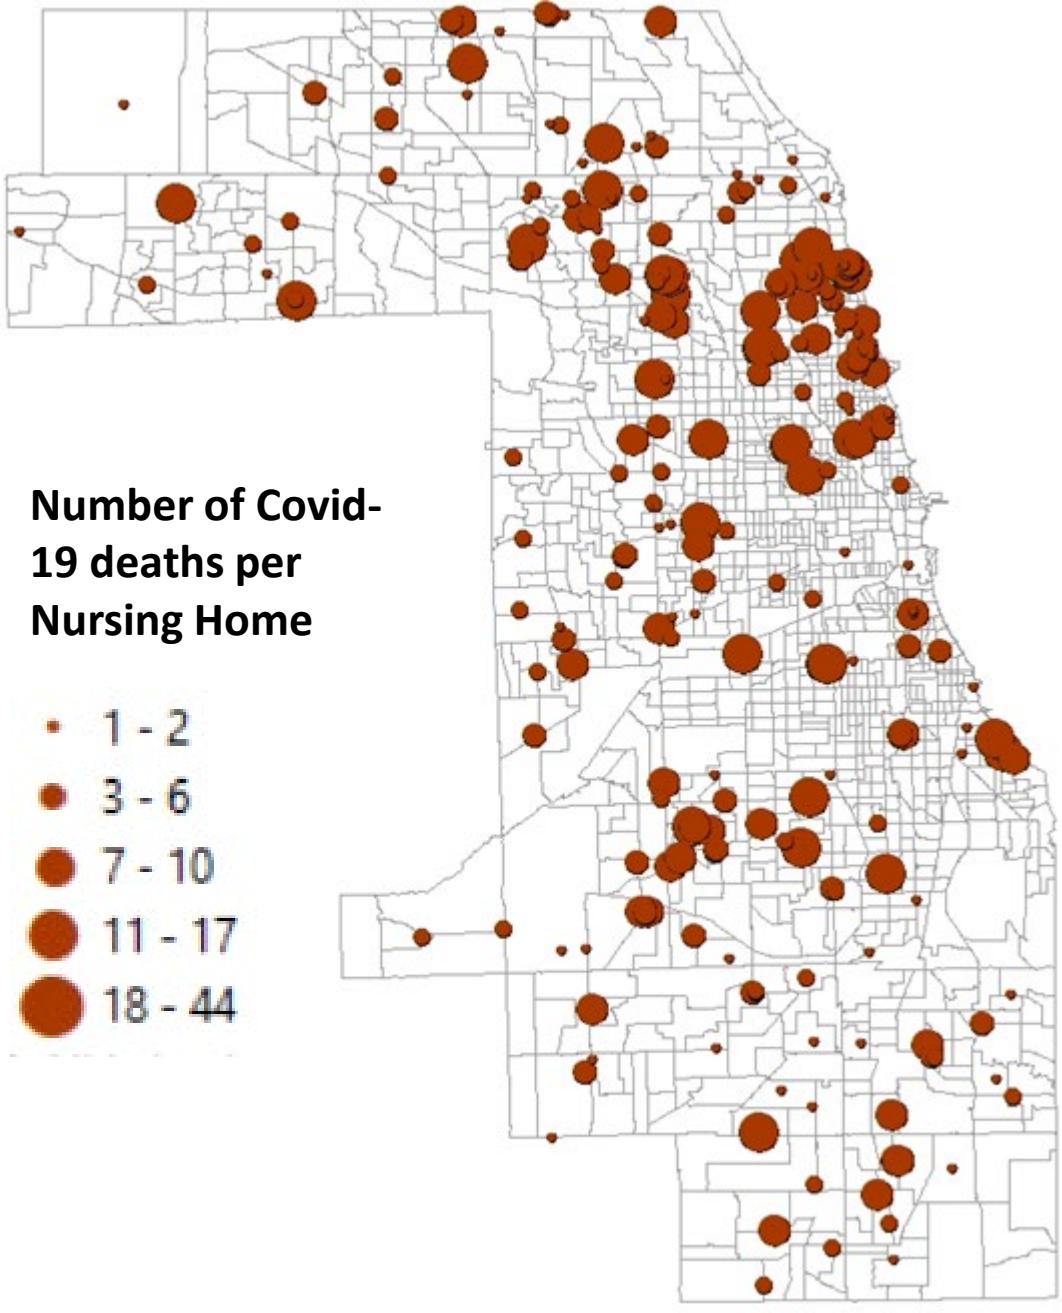 Number of Covid-
19 deaths per
Nursing Home
1 - 2
3 - 6
7 - 10
11 - 17
18 - 44